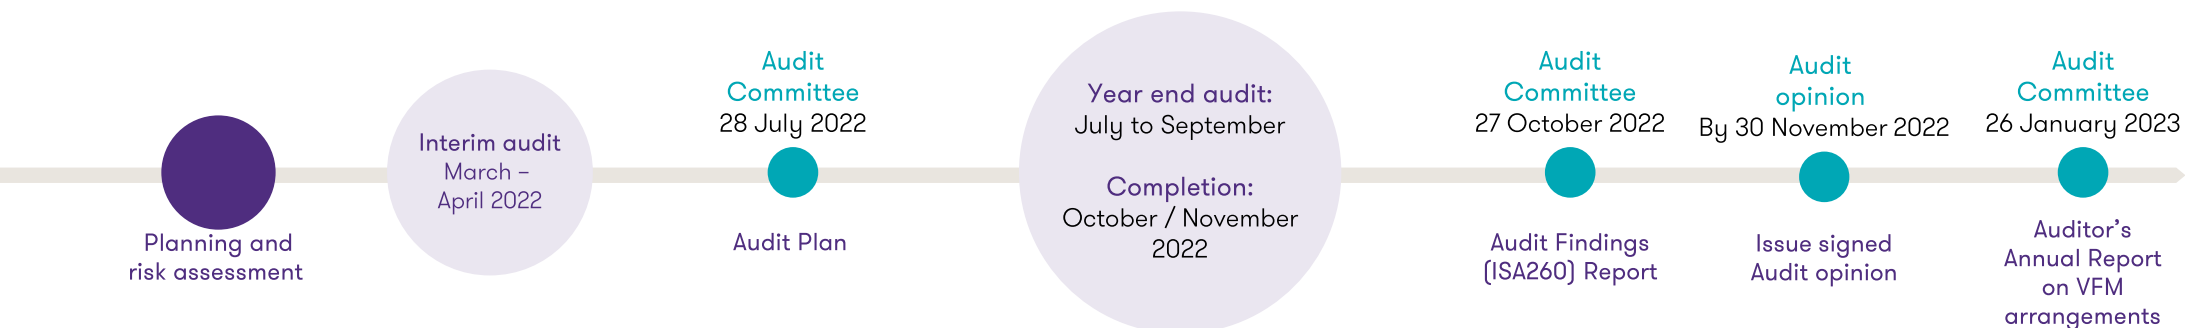 Planning and
risk assessment
Interim audit
March –
April 2022
Audit
Committee
28 July 2022
Audit Plan
Year end audit:
July to September
Completion:
October / November
2022
Audit
Committee
27 October 2022
Audit Findings
(ISA260) Report
Audit
opinion
By 30 November 2022
Issue signed
Audit opinion
Audit
Committee
26 January 2023
Auditor’s
Annual Report
on VFM
arrangements